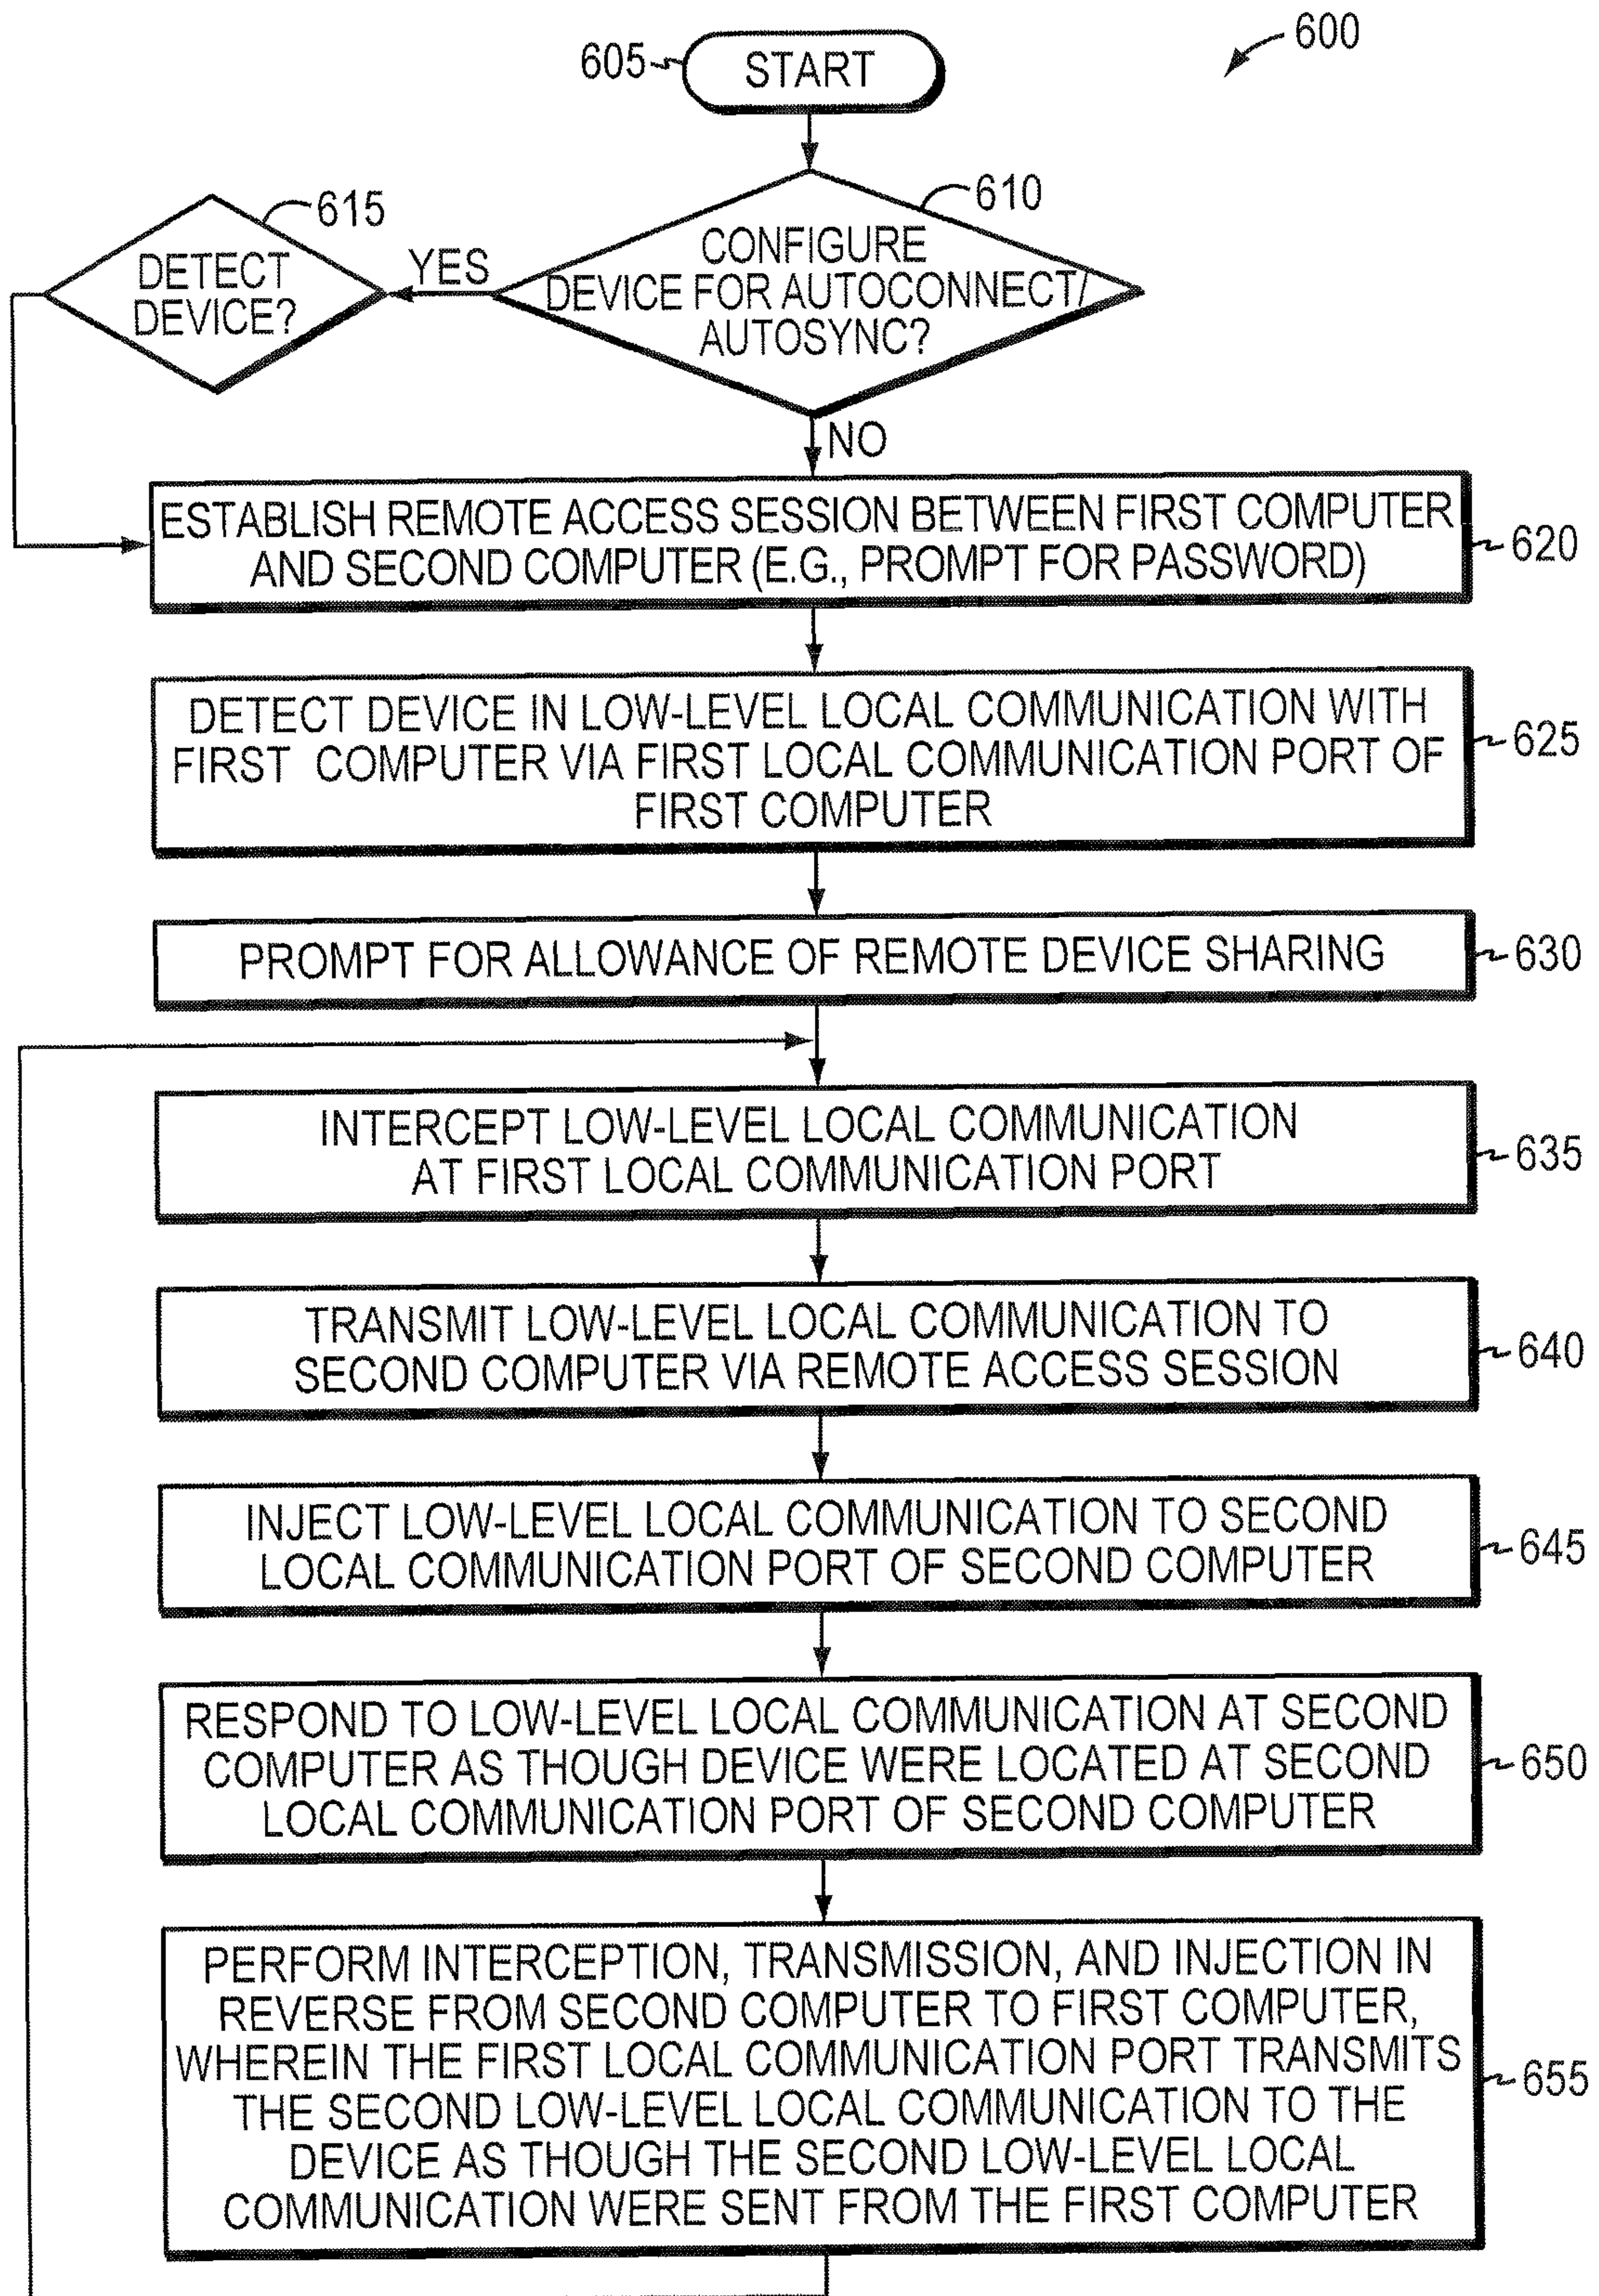 600
605
START
610
615
CONFIGURE
DEVICE FOR AUTOCONNECT/
AUTOSYNC?
YES
DETECT
DEVICE?
NO
ESTABLISH REMOTE ACCESS SESSION BETWEEN FIRST COMPUTER
AND SECOND COMPUTER (E.G., PROMPT FOR PASSWORD)
620
DETECT DEVICE IN LOW-LEVEL LOCAL COMMUNICATION WITH
FIRST COMPUTER VIA FIRST LOCAL COMMUNICATION PORT OF
FIRST COMPUTER
625
PROMPT FOR ALLOWANCE OF REMOTE DEVICE SHARING
630
INTERCEPT LOW-LEVEL LOCAL COMMUNICATION
AT FIRST LOCAL COMMUNICATION PORT
635
TRANSMIT LOW-LEVEL LOCAL COMMUNICATION TO
SECOND COMPUTER VIA REMOTE ACCESS SESSION
640
INJECT LOW-LEVEL LOCAL COMMUNICATION TO SECOND
LOCAL COMMUNICATION PORT OF SECOND COMPUTER
645
RESPOND TO LOW-LEVEL LOCAL COMMUNICATION AT SECOND
COMPUTER AS THOUGH DEVICE WERE LOCATED AT SECOND
LOCAL COMMUNICATION PORT OF SECOND COMPUTER
650
PERFORM INTERCEPTION, TRANSMISSION, AND INJECTION IN
REVERSE FROM SECOND COMPUTER TO FIRST COMPUTER,
WHEREIN THE FIRST LOCAL COMMUNICATION PORT TRANSMITS
THE SECOND LOW-LEVEL LOCAL COMMUNICATION TO THE
DEVICE AS THOUGH THE SECOND LOW-LEVEL LOCAL
COMMUNICATION WERE SENT FROM THE FIRST COMPUTER
655